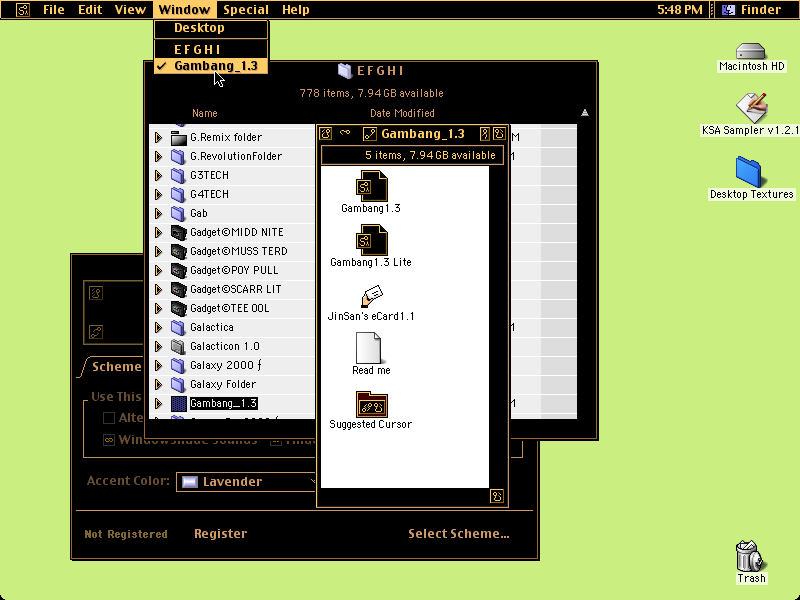 File Edit View Window Special Help 5:48 PM Finder
Desktop
E F G H I
✓ Gambang_1.3
E F G H I
778 items, 7.94 GB available
Name Date Modified
G.Remix folder
G.RevolutionFolder
G3TECH
G4TECH
Gab
Gadget©MIDD NITE
Gadget©MUSS TERD
Gadget©POY PULL
Gadget©SCARR LIT
Gadget©TEE OOL
Galactica
Galacticon 1.0
Galaxy 2000 ƒ
Galaxy Folder
Gambang_1.3
Gambang_1.3
5 items, 7.94 GB available
Gambang1.3
Gambang1.3 Lite
JinSan's eCard1.1
Read me
Suggested Cursor
Macintosh HD
KSA Sampler v1.2.1
Desktop Textures
Trash
Scheme
Use This
Alte
Windowshade Sounds
Accent Color: Lavender
Not Registered Register Select Scheme...